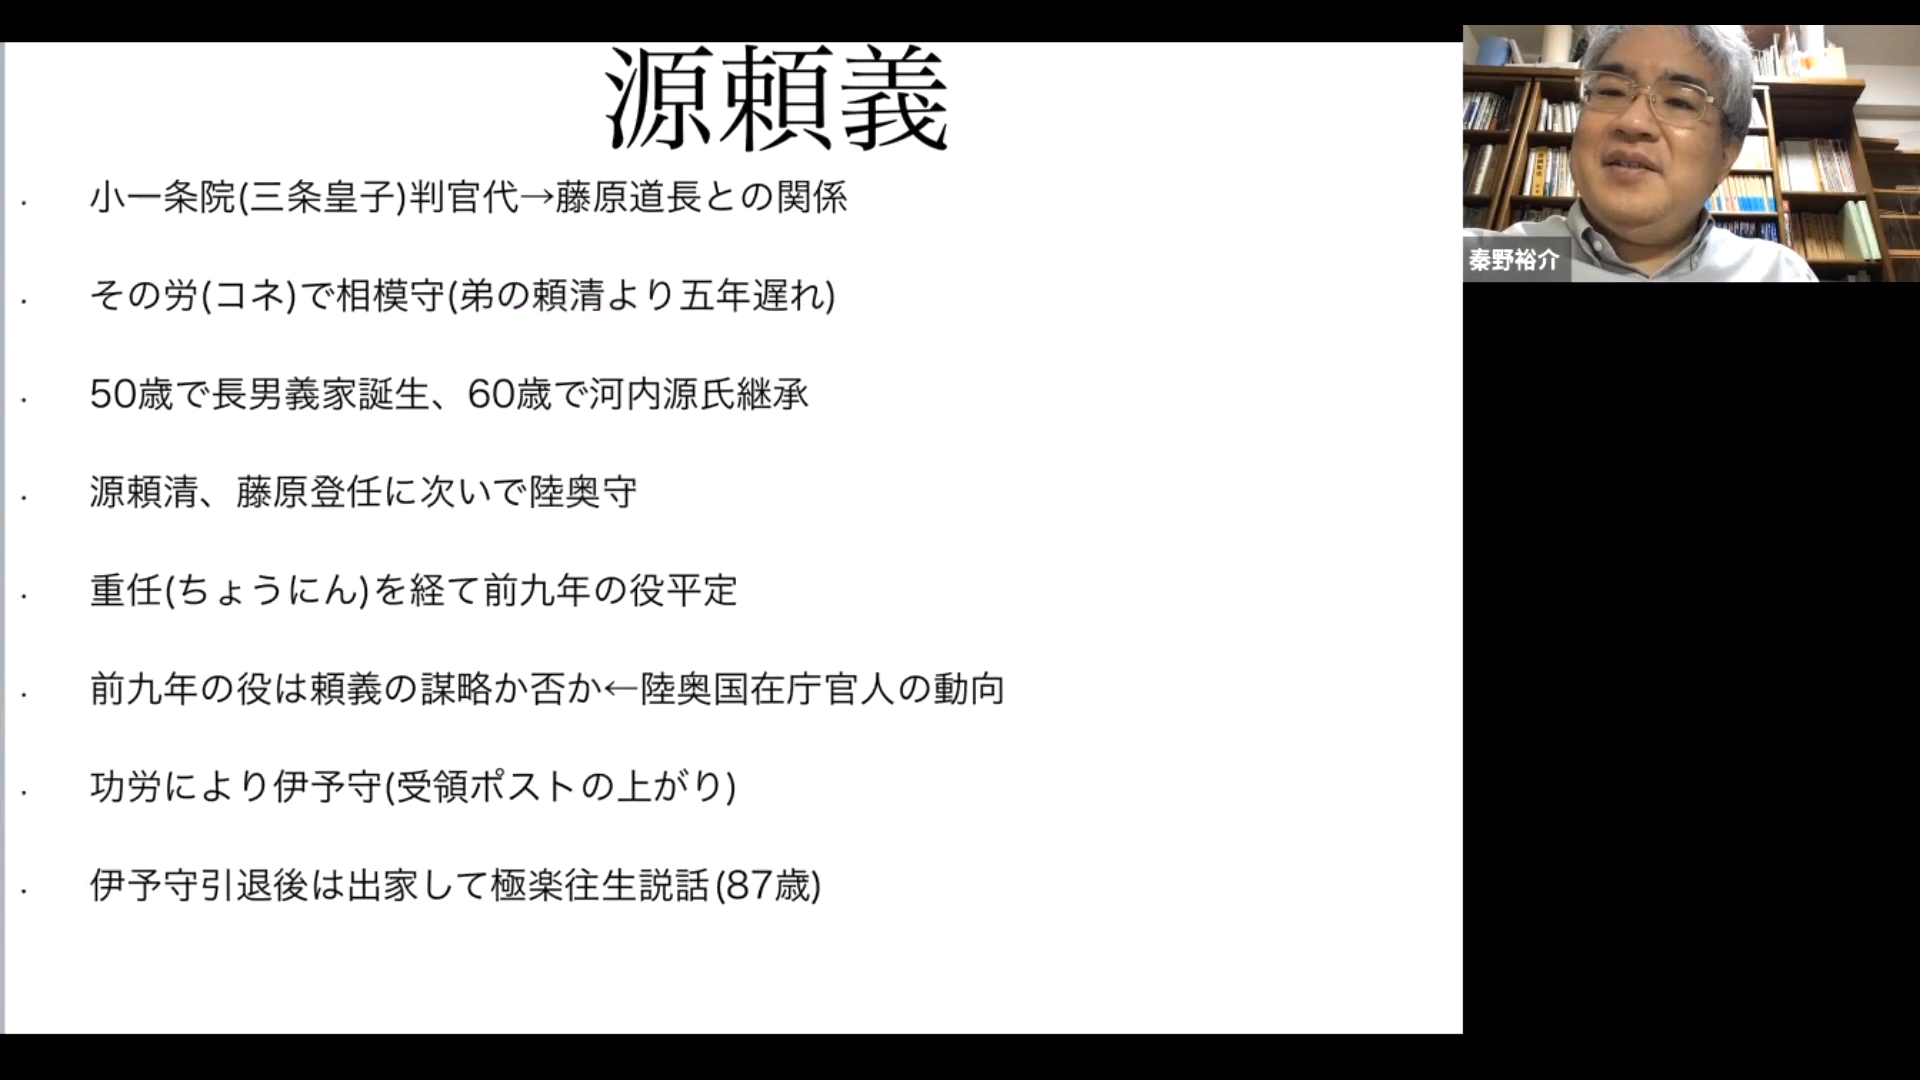 源頼義
・ 小一条院(三条皇子)判官代→藤原道長との関係
・ その労(コネ)で相模守(弟の頼清より五年遅れ)
・ 50歳で長男義家誕生、60歳で河内源氏継承
・ 源頼清、藤原登任に次いで陸奥守
・ 重任(ちょうにん)を経て前九年の役平定
・ 前九年の役は頼義の謀略か否か←陸奥国在庁官人の動向
・ 功労により伊予守(受領ポストの上がり)
・ 伊予守引退後は出家して極楽往生説話(87歳)
秦野裕介